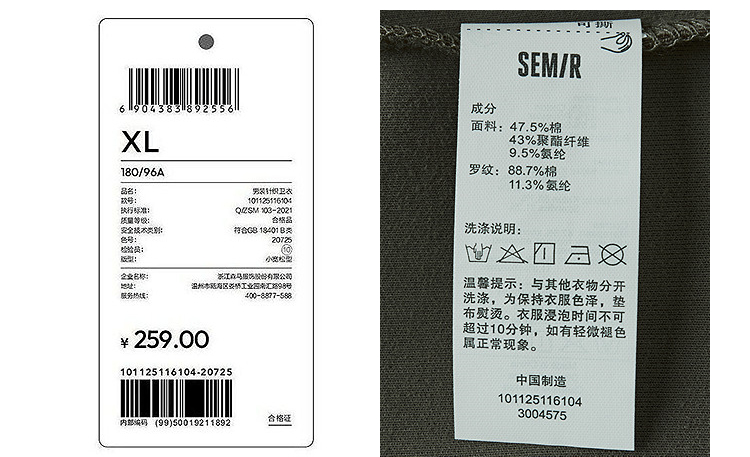 6 904383 892556
XL
180/96A
品名: 男装针织卫衣
款号: 101125116104
执行标准: Q/ZSM 103-2021
质量等级: 合格品
安全技术类别: 符合GB 18401 B类
色号: 20725
检验员: 10
版型: 小宽松型
企业名称: 浙江森马服饰股份有限公司
地址: 温州市瓯海区娄桥工业园南汇路98号
服务热线: 400-8877-588
¥ 259.00
101125116104-20725
内部编码 (99)50019211892
合格证
可撕
SEMIR
成分
面料: 47.5%棉
43%聚酯纤维
9.5%氨纶
罗纹: 88.7%棉
11.3%氨纶
洗涤说明:
温馨提示: 与其他衣物分开
洗涤, 为保持衣服色泽, 垫
布熨烫。衣服浸泡时间不可
超过10分钟, 如有轻微褪色
属正常现象。
中国制造
101125116104
3004575